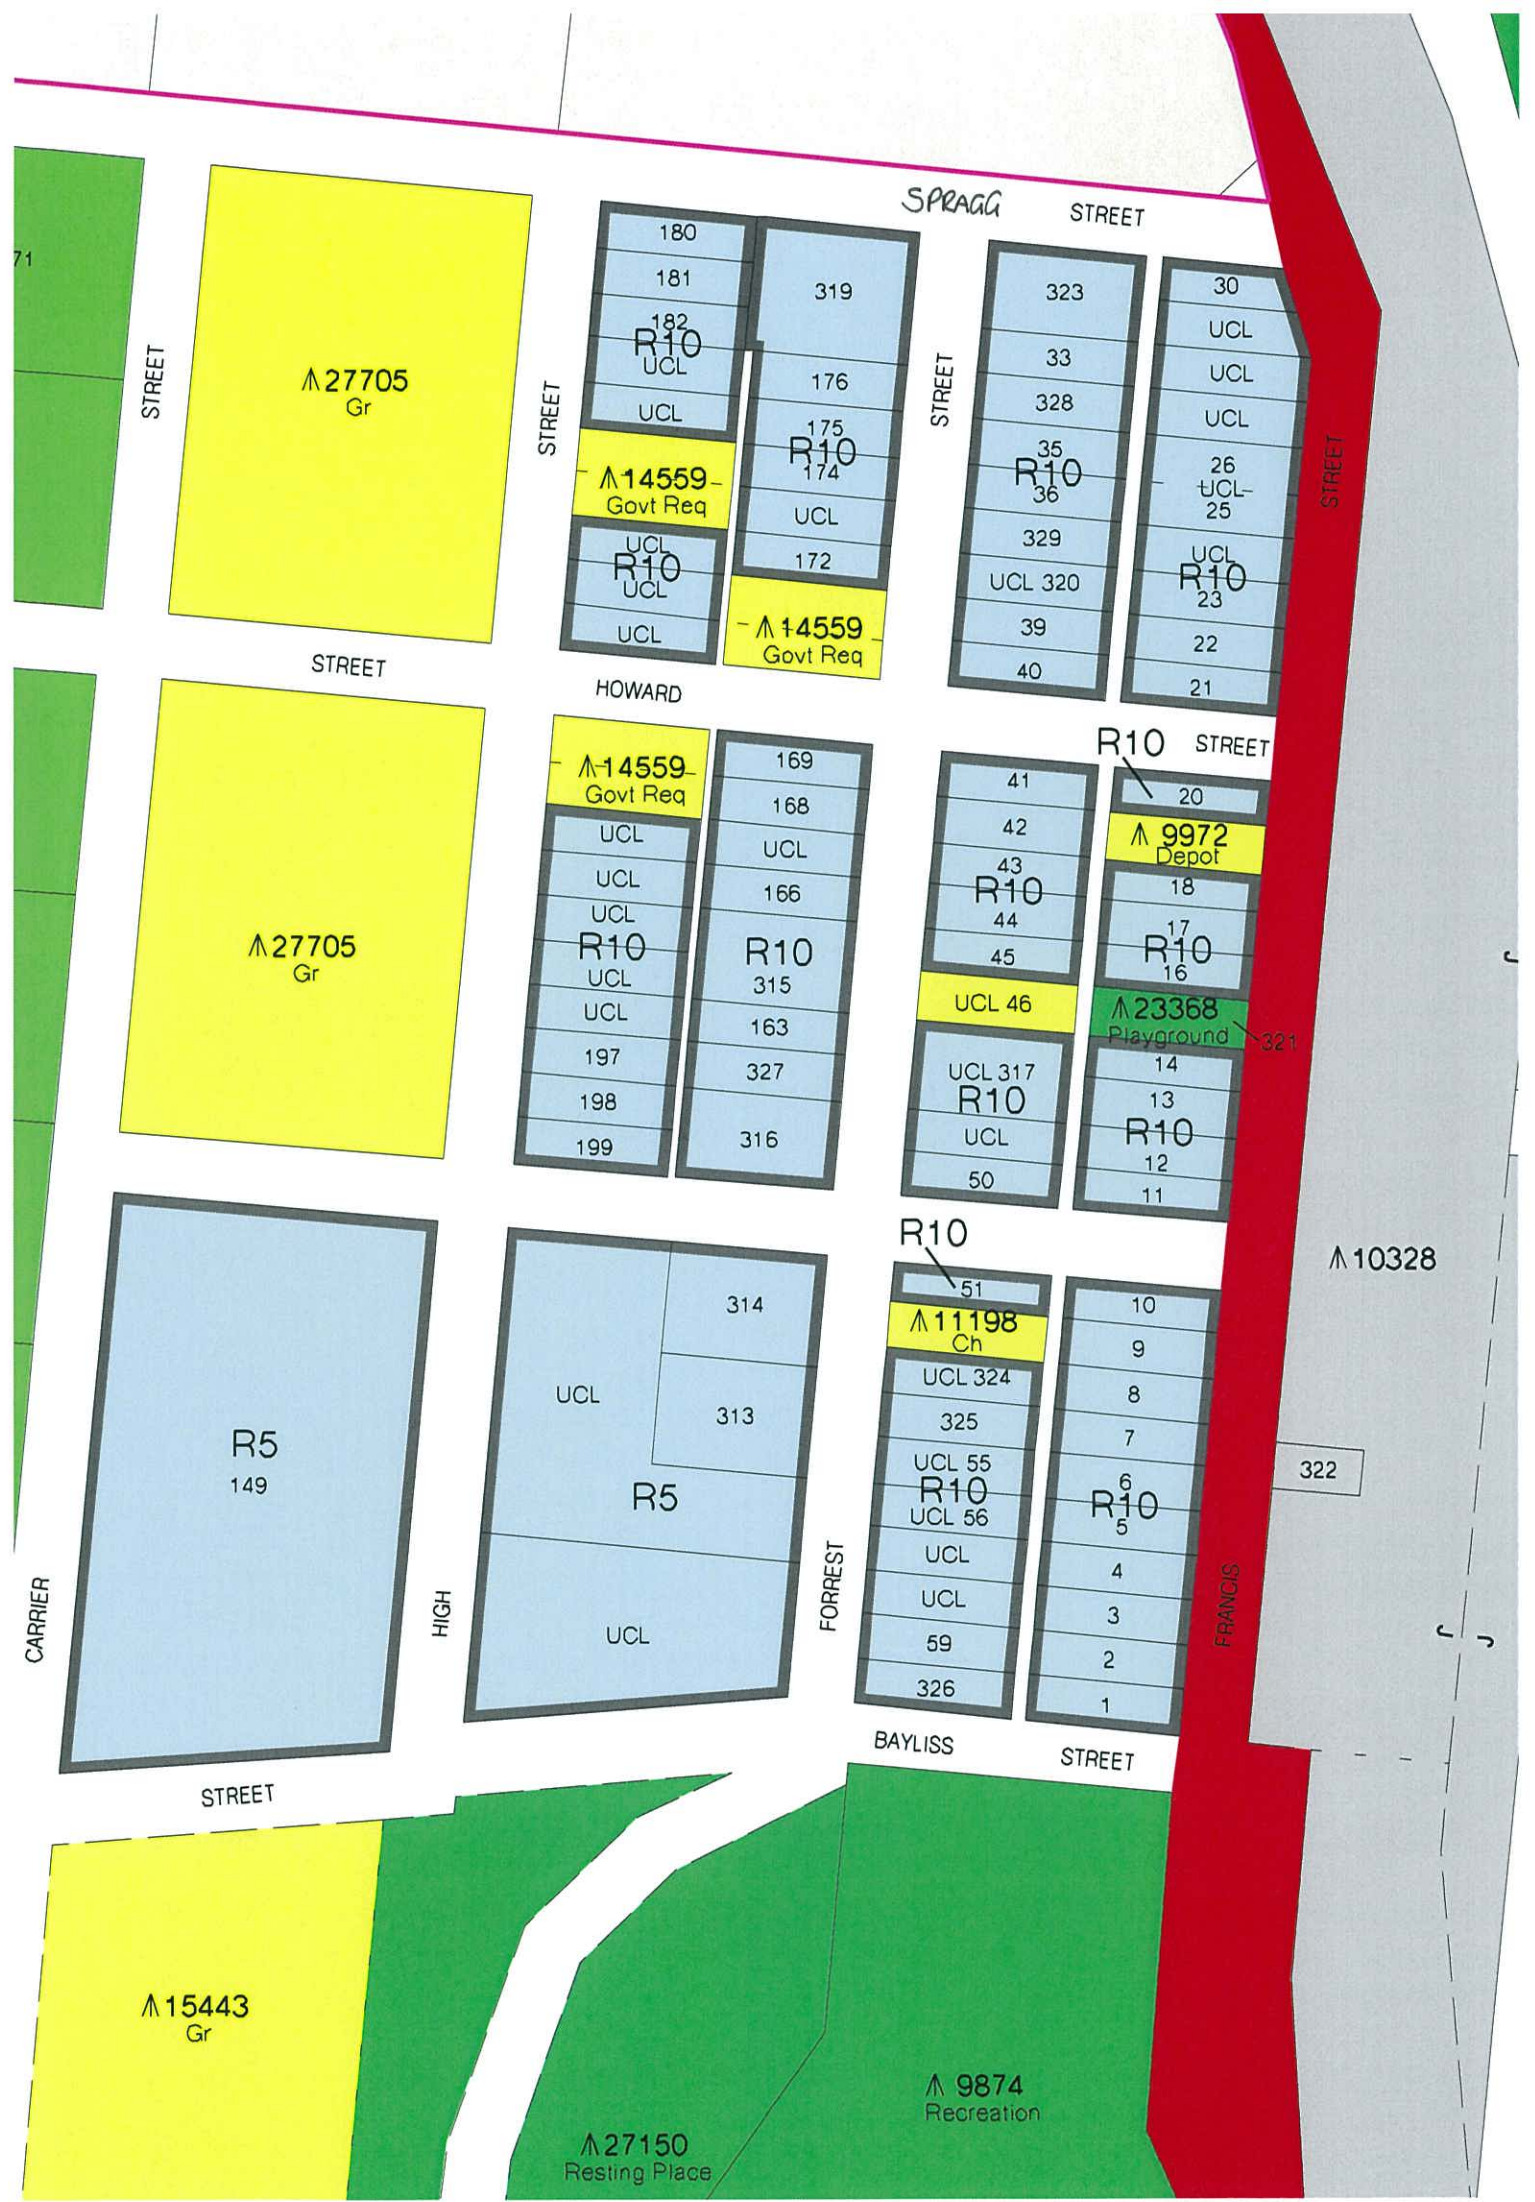 SPRAGG STREET
71
STREET
⩚27705
Gr
STREET
180
181
182
R10
UCL
UCL
⩚14559
Govt Req
UCL
R10
UCL
UCL
319
176
175
R10
174
UCL
172
⩚14559
Govt Req
STREET
323
33
328
35
R10
36
329
UCL 320
39
40
30
UCL
UCL
UCL
26
UCL
25
UCL
R10
23
22
21
STREET
STREET
HOWARD
R10 STREET
⩚27705
Gr
⩚14559
Govt Req
UCL
UCL
UCL
R10
UCL
UCL
197
198
199
169
168
UCL
166
R10
315
163
327
316
41
42
43
R10
44
45
UCL 46
UCL 317
R10
UCL
50
20
⩚ 9972
Depot
18
17
R10
16
⩚23368
Playground
321
14
13
R10
12
11
J
⩚10328
R5
149
314
313
UCL
R5
UCL
R10
51
⩚11198
Ch
UCL 324
325
UCL 55
R10
UCL 56
UCL
UCL
59
326
10
9
8
7
6
R10
5
4
3
2
1
322
CARRIER
HIGH
FORREST
FRANCIS
BAYLISS
STREET
STREET
⩚15443
Gr
⩚27150
Resting Place
⩚ 9874
Recreation